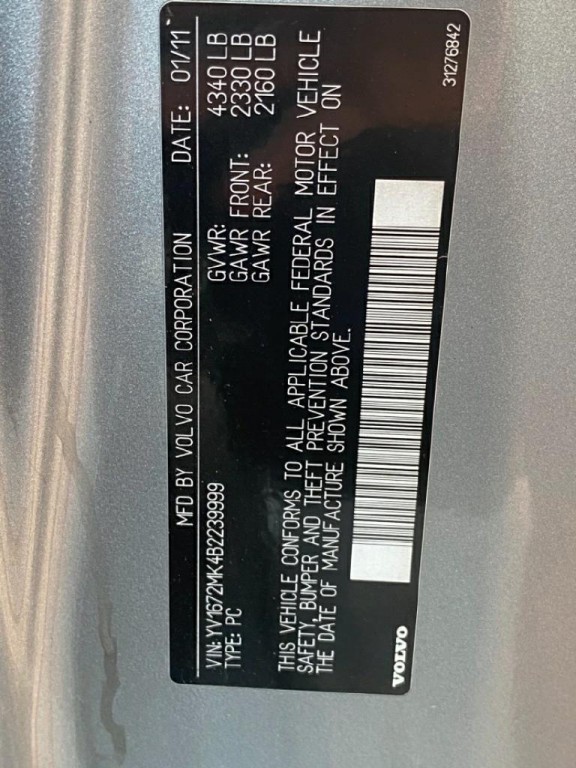 MFD BY VOLVO CAR CORPORATION DATE: 01/11
VIN: YV1672MK4B2239999 GVWR: 4340 LB
TYPE: PC GAWR FRONT: 2330 LB
GAWR REAR: 2160 LB
THIS VEHICLE CONFORMS TO ALL APPLICABLE FEDERAL MOTOR VEHICLE
SAFETY, BUMPER AND THEFT PREVENTION STANDARDS IN EFFECT ON
THE DATE OF MANUFACTURE SHOWN ABOVE.
VOLVO 31276842